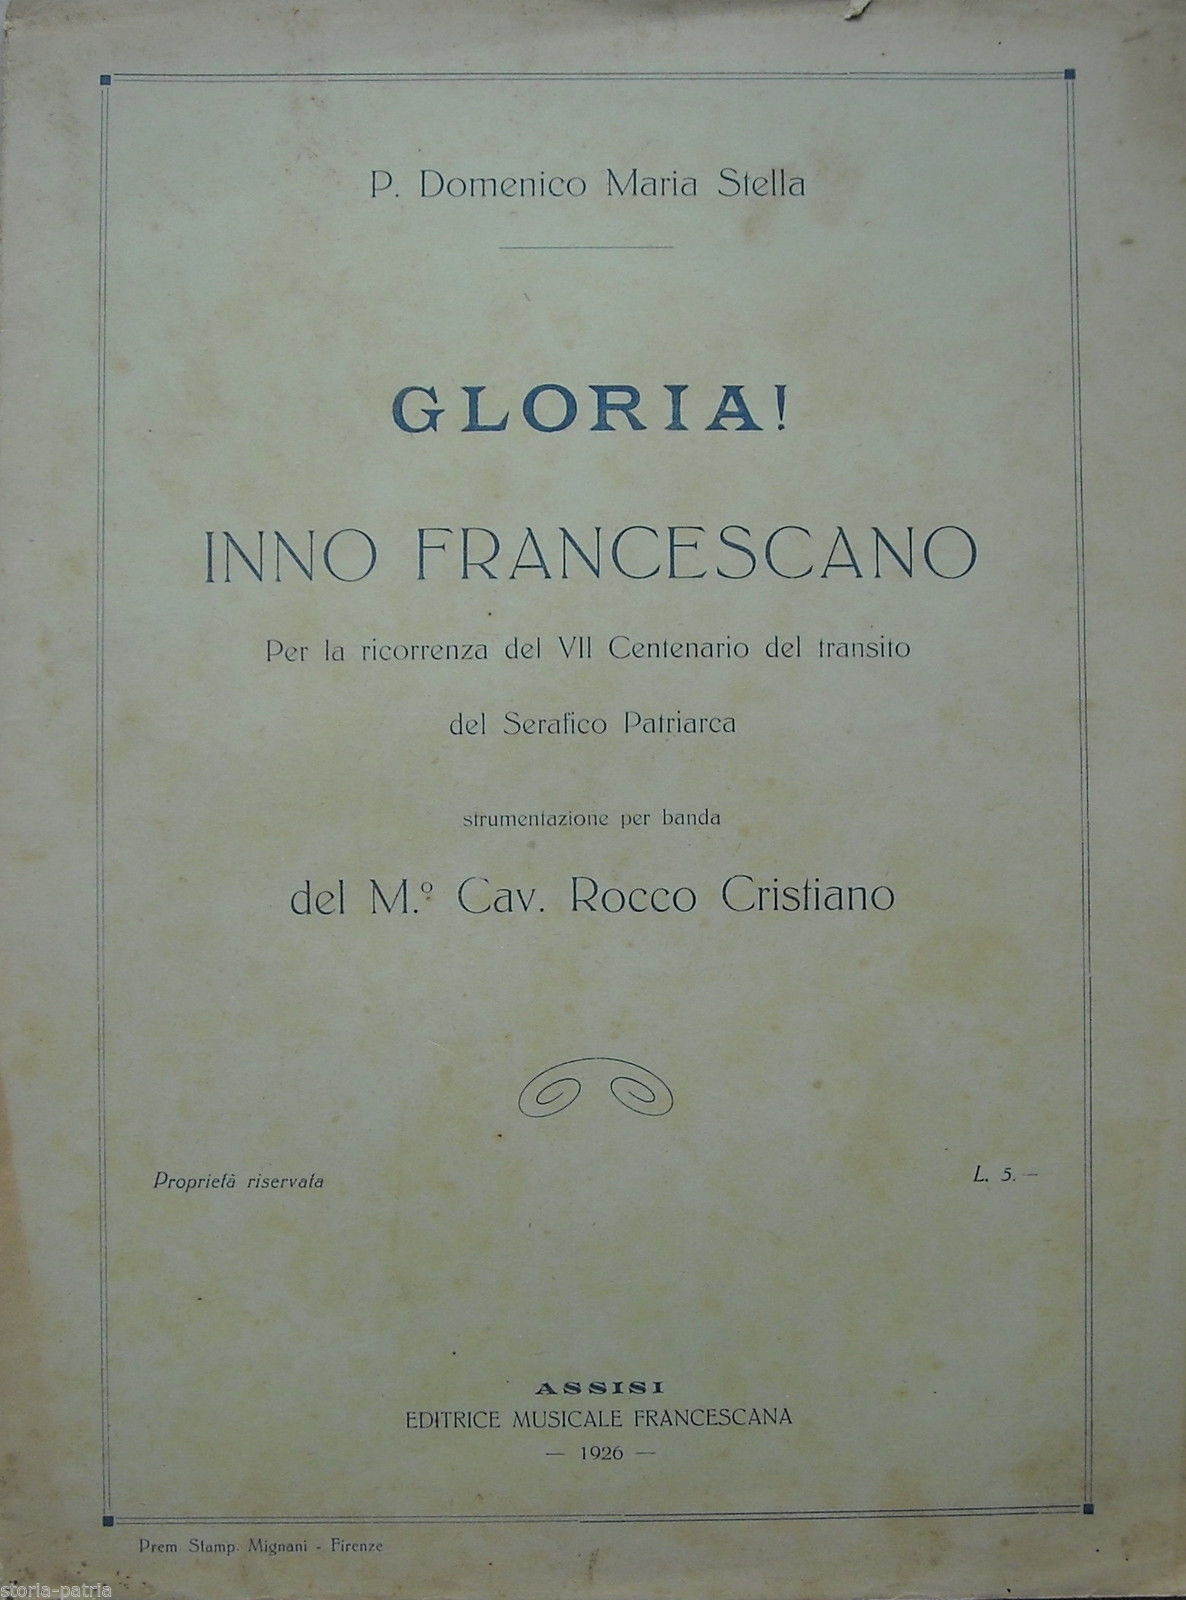 P. Domenico Maria Stella
GLORIA!
INNO FRANCESCANO
Per la ricorrenza del VII Centenario del transito
del Serafico Patriarca
strumentazione per banda
del M.º Cav. Rocco Cristiano
Proprietà riservata
L. 5. —
ASSISI
EDITRICE MUSICALE FRANCESCANA
— 1926 —
Prem Stamp. Mignani - Firenze
storia-patria